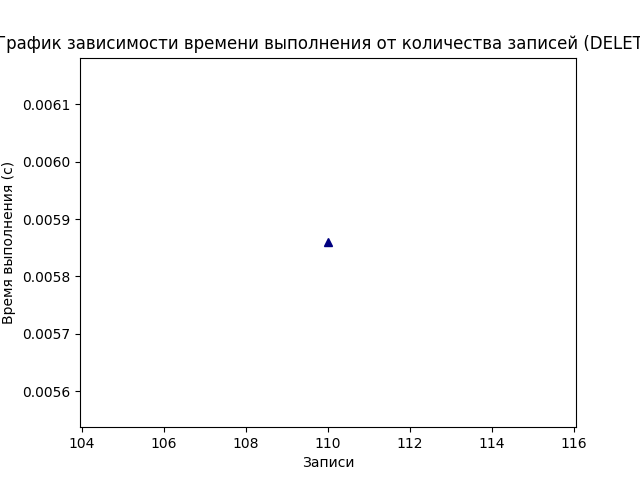 График зависимости времени выполнения от количества записей (DELET
0.0061
0.0060
0.0059
0.0058
0.0057
0.0056
Время выполнения (с)
104 106 108 110 112 114 116
Записи